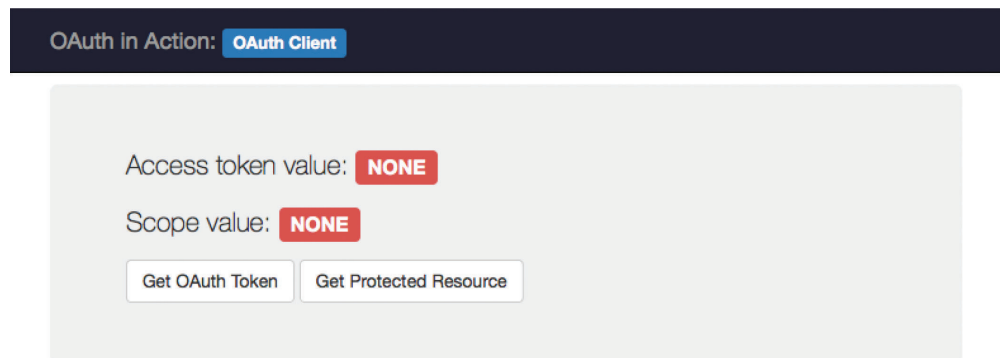 OAuth in Action: OAuth Client
Access token value: NONE
Scope value: NONE
Get OAuth Token Get Protected Resource